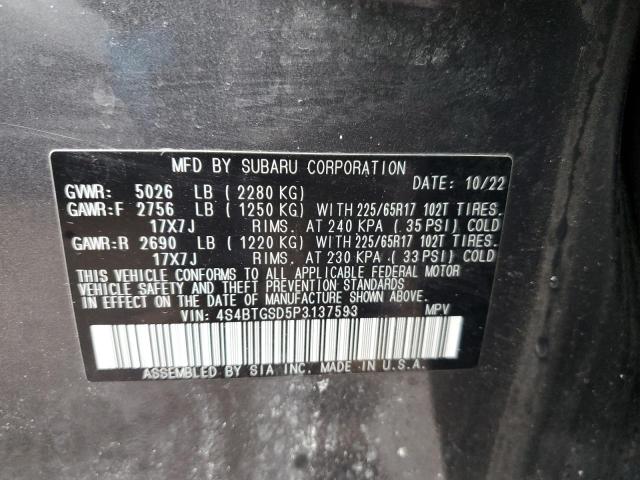 MFD BY SUBARU CORPORATION
DATE: 10/22
GVWR: 5026 LB (2280 KG)
GAWR:F 2756 LB (1250 KG) WITH 225/65R17 102T TIRES.
17X7J RIMS. AT 240 KPA (35 PSI) COLD
GAWR:R 2690 LB (1220 KG) WITH 225/65R17 102T TIRES.
17X7J RIMS. AT 230 KPA (33 PSI) COLD
THIS VEHICLE CONFORMS TO ALL APPLICABLE FEDERAL MOTOR
VEHICLE SAFETY AND THEFT PREVENTION STANDARDS
IN EFFECT ON THE DATE OF MANUFACTURE SHOWN ABOVE.
VIN: 4S4BTGSD5P3137593 MPV
ASSEMBLED BY SIA INC. MADE IN U.S.A.